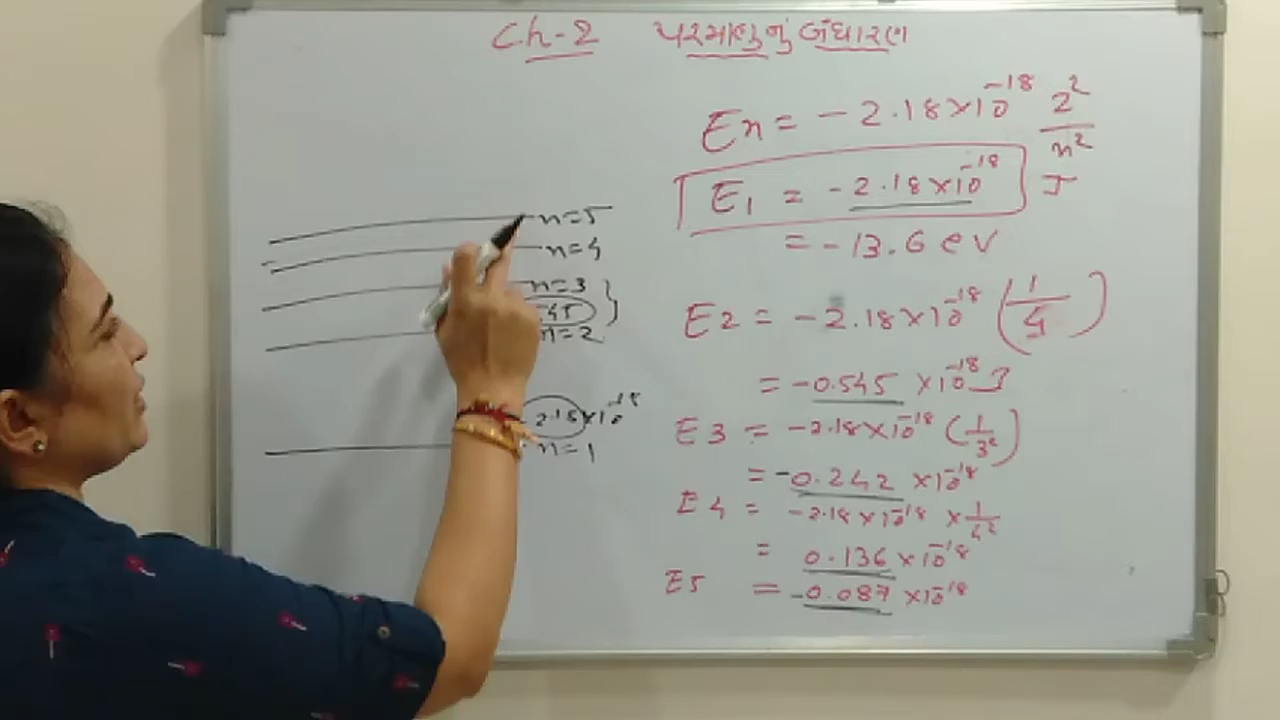 Ch-2 પરમાણુનું બંધારણ
En = - 2.18×10⁻¹⁸ z²/n²
E₁ = - 2.18×10⁻¹⁸ J
= - 13.6 eV
E2 = - 2.18×10⁻¹⁸ (1/4)
= - 0.545 ×10⁻¹⁸ J
E3 = -2.18×10⁻¹⁸ (1/3²)
= -0.242 ×10⁻¹⁸
E4 = -2.18×10⁻¹⁸ × 1/4²
= 0.136×10⁻¹⁸
E5 = -0.087 ×10⁻¹⁸
n=5
n=4
n=3
n=2
2.18×10⁻¹⁸
n=1